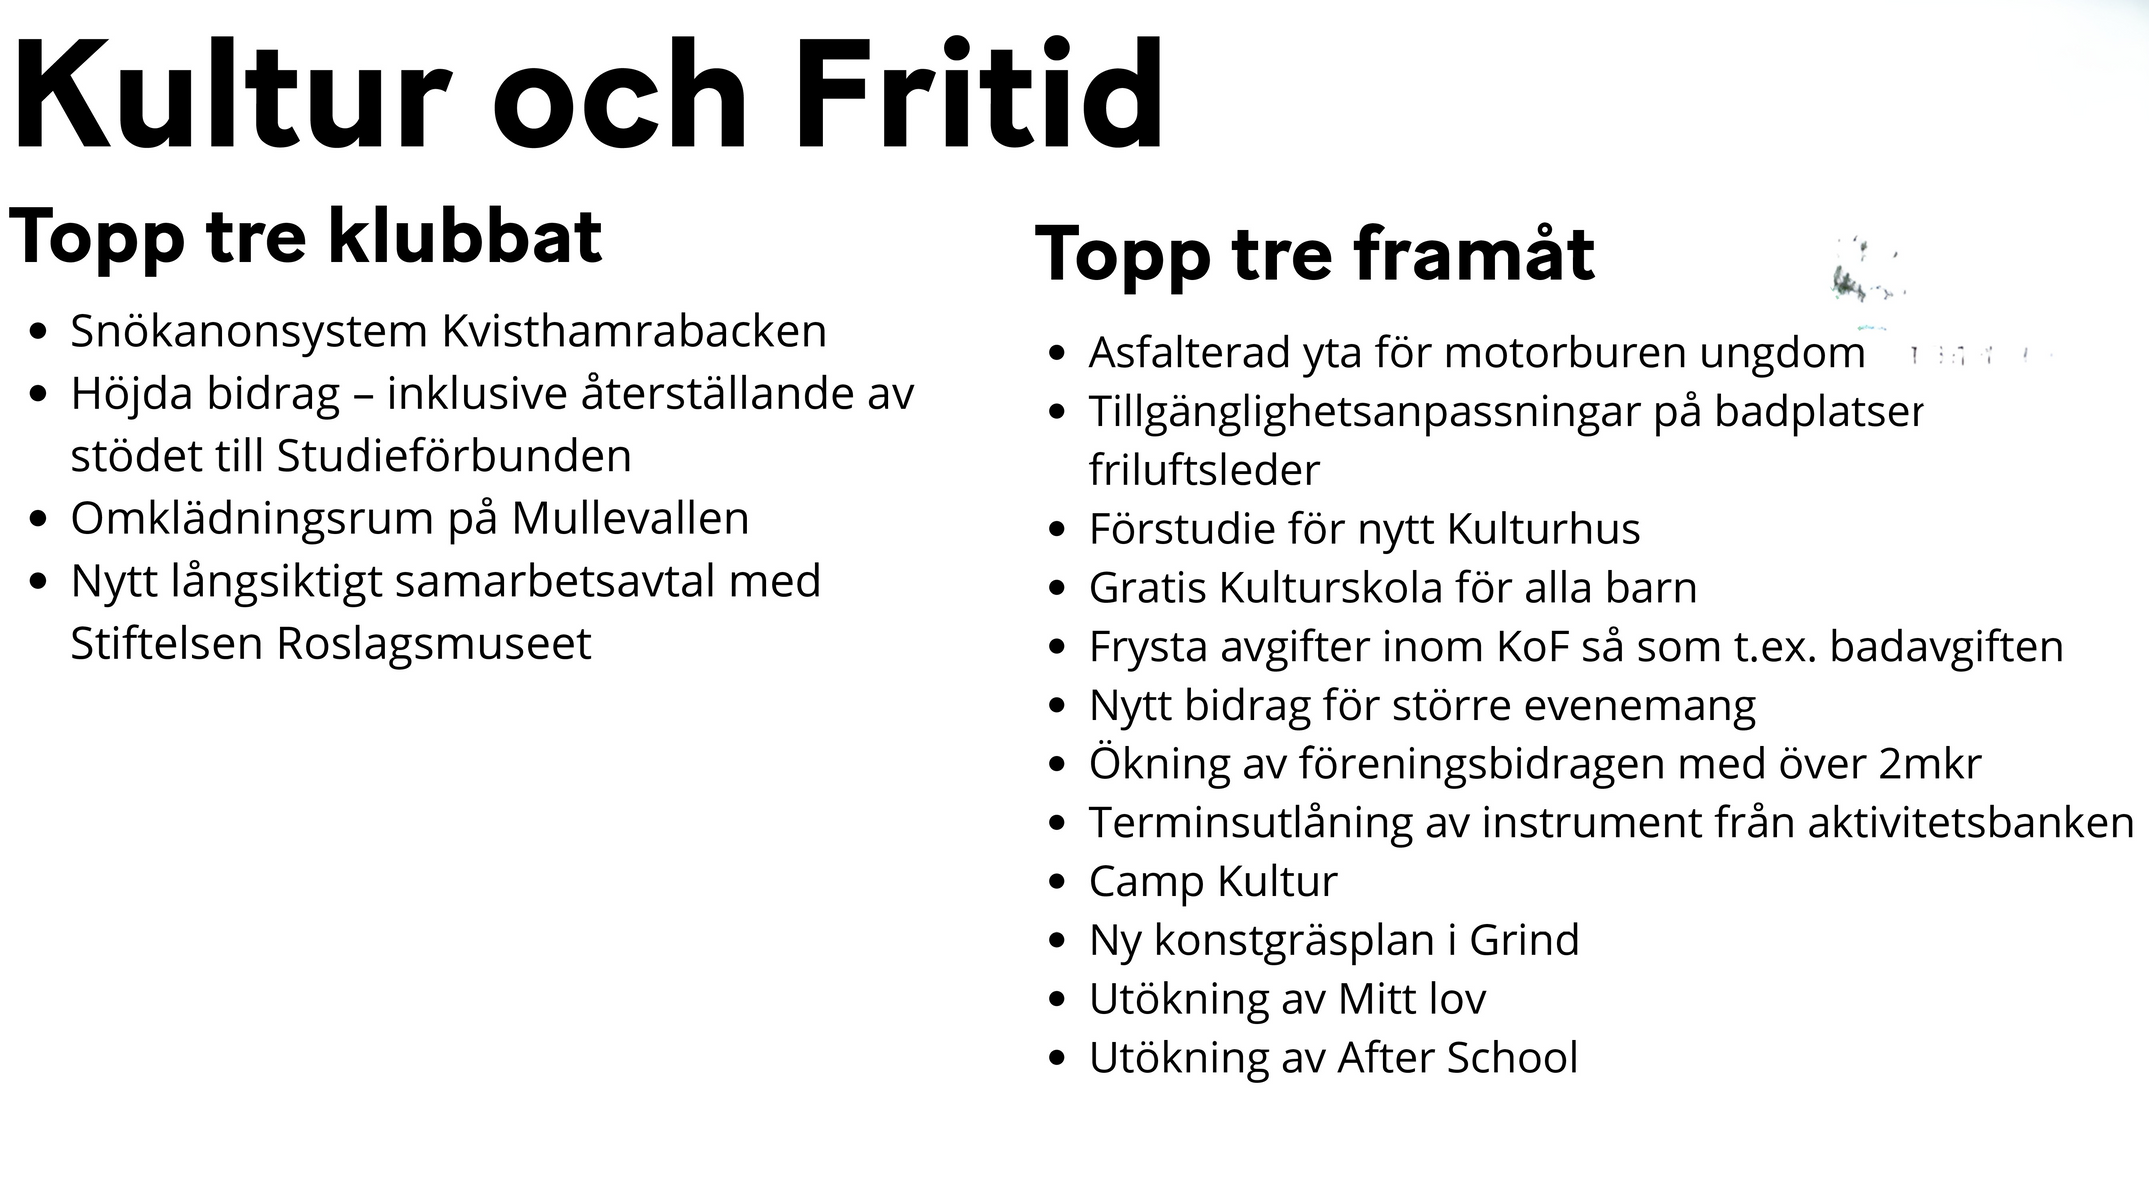 Kultur och Fritid
Topp tre klubbat
• Snökanonsystem Kvisthamrabacken
• Höjda bidrag – inklusive återställande av
stödet till Studieförbunden
• Omklädningsrum på Mullevallen
• Nytt långsiktigt samarbetsavtal med
Stiftelsen Roslagsmuseet
Topp tre framåt
• Asfalterad yta för motorburen ungdom
• Tillgänglighetsanpassningar på badplatser
friluftsleder
• Förstudie för nytt Kulturhus
• Gratis Kulturskola för alla barn
• Frysta avgifter inom KoF så som t.ex. badavgiften
• Nytt bidrag för större evenemang
• Ökning av föreningsbidragen med över 2mkr
• Terminsutlåning av instrument från aktivitetsbanken
• Camp Kultur
• Ny konstgräsplan i Grind
• Utökning av Mitt lov
• Utökning av After School